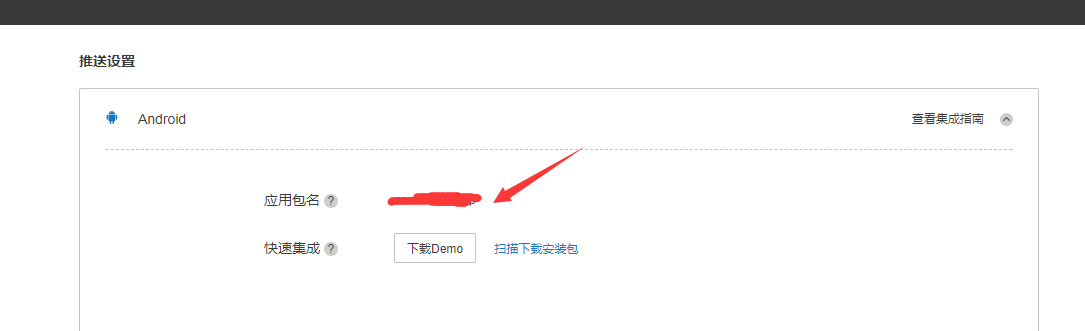 推送设置
Android
查看集成指南
应用包名 ?
快速集成 ?
下载Demo
扫描下载安装包